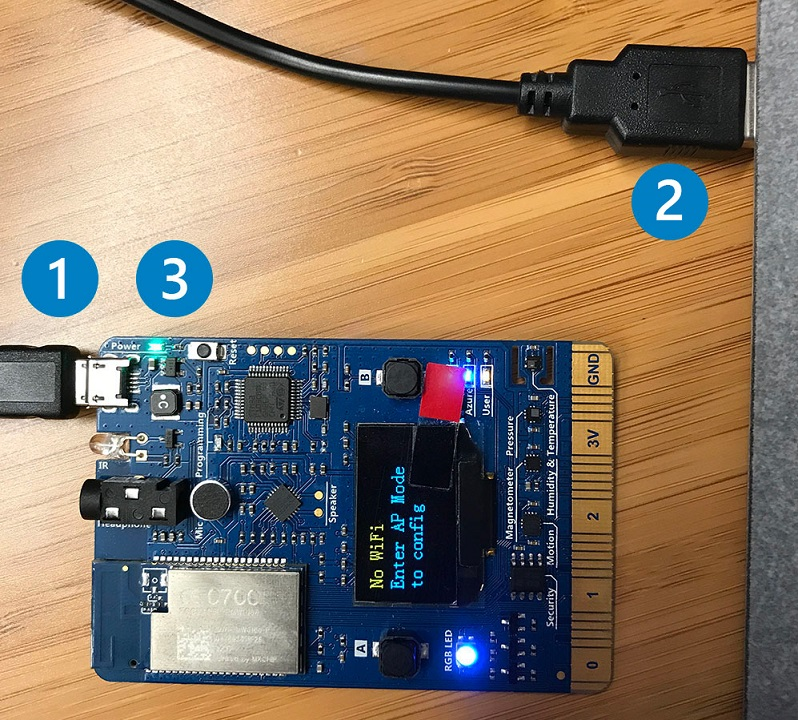 1
2
3
Power
Reset
B
Azure
User
GND
3V
2
1
0
Pressure
Humidity & Temperature
Magnetometer
Motion
Security
Programming
IR
Headphone
Mic
Speaker
No WiFi
Enter AP Mode
to config
A
RGB LED